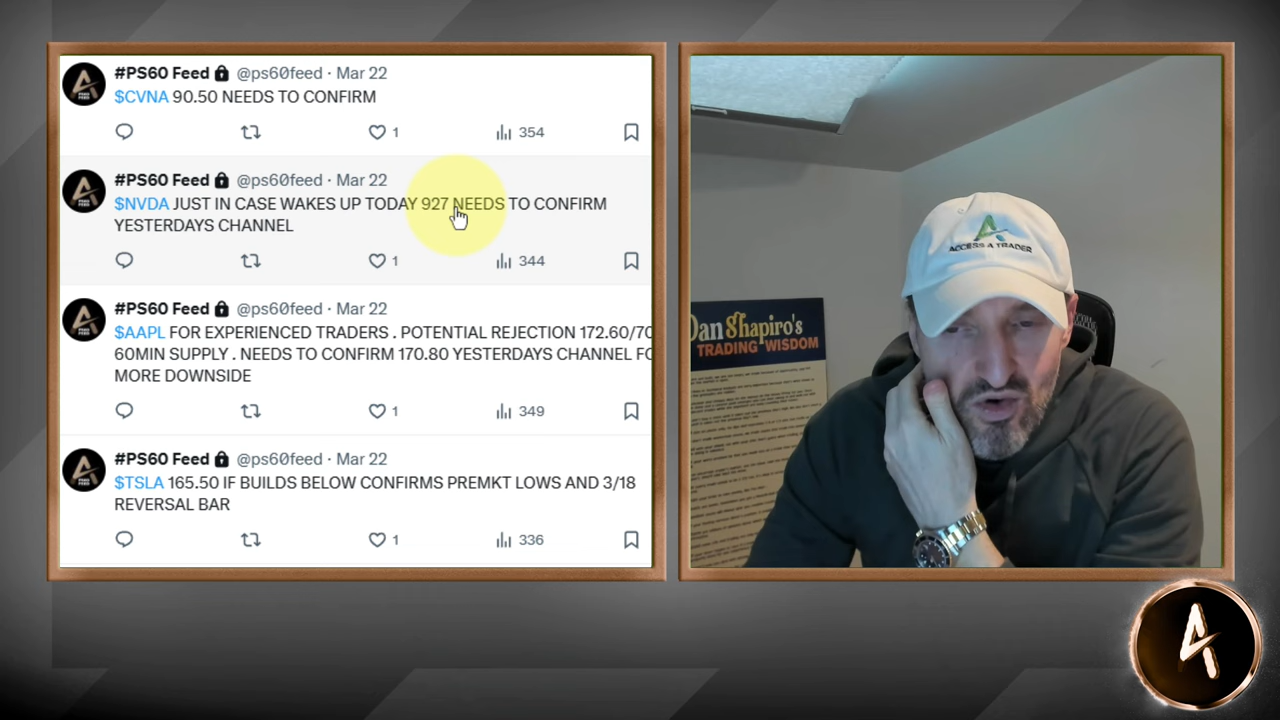 #PS60 Feed @ps60feed · Mar 22
$CVNA 90.50 NEEDS TO CONFIRM
1 354
#PS60 Feed @ps60feed · Mar 22
$NVDA JUST IN CASE WAKES UP TODAY 927 NEEDS TO CONFIRM
YESTERDAYS CHANNEL
1 344
#PS60 Feed @ps60feed · Mar 22
$AAPL FOR EXPERIENCED TRADERS . POTENTIAL REJECTION 172.60/70
60MIN SUPPLY . NEEDS TO CONFIRM 170.80 YESTERDAYS CHANNEL FO
MORE DOWNSIDE
1 349
#PS60 Feed @ps60feed · Mar 22
$TSLA 165.50 IF BUILDS BELOW CONFIRMS PREMKT LOWS AND 3/18
REVERSAL BAR
1 336
ACCESS A TRADER
Dan Shapiro's
TRADING WISDOM